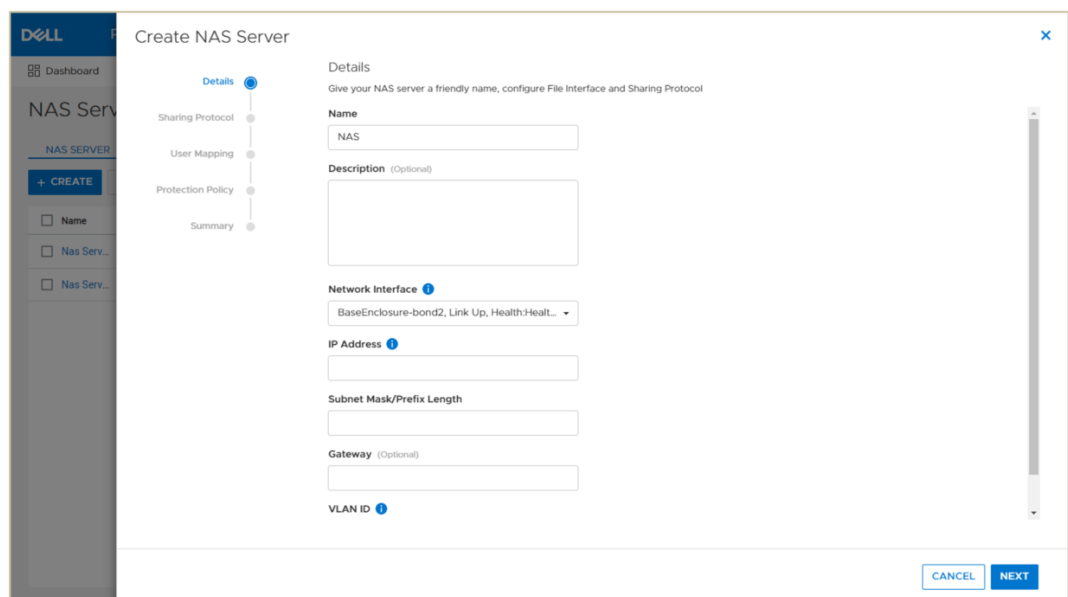 DELL
P
Create NAS Server
Dashboard
NAS Serv
NAS SERVER
+ CREATE
Name
Nas Serv...
Nas Serv...
Details
Sharing Protocol
User Mapping
Protection Policy
Summary
Details
Give your NAS server a friendly name, configure File Interface and Sharing Protocol
Name
NAS
Description (Optional)
Network Interface
BaseEnclosure-bond2, Link Up, Health:Healt...
IP Address
Subnet Mask/Prefix Length
Gateway (Optional)
VLAN ID
CANCEL NEXT